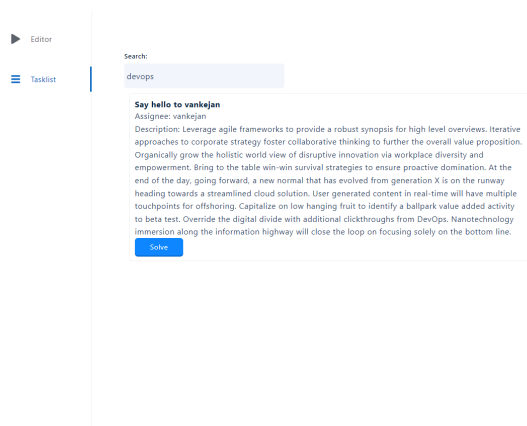 Editor
Tasklist
Search:
devops
Say hello to vankejan
Assignee: vankejan
Description: Leverage agile frameworks to provide a robust synopsis for high level overviews. Iterative
approaches to corporate strategy foster collaborative thinking to further the overall value proposition.
Organically grow the holistic world view of disruptive innovation via workplace diversity and
empowerment. Bring to the table win-win survival strategies to ensure proactive domination. At the
end of the day, going forward, a new normal that has evolved from generation X is on the runway
heading towards a streamlined cloud solution. User generated content in real-time will have multiple
touchpoints for offshoring. Capitalize on low hanging fruit to identify a ballpark value added activity
to beta test. Override the digital divide with additional clickthroughs from DevOps. Nanotechnology
immersion along the information highway will close the loop on focusing solely on the bottom line.
Solve